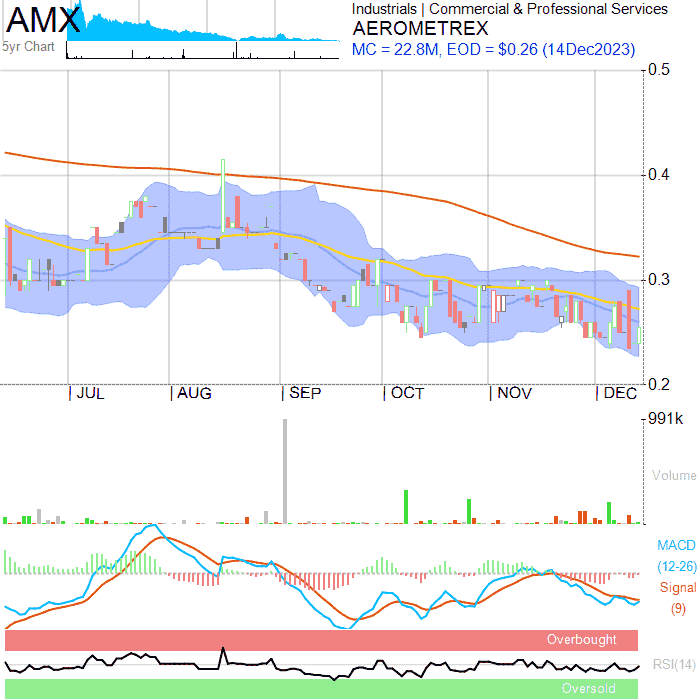 AMX
5yr Chart
Industrials | Commercial & Professional Services
AEROMETREX
MC = 22.8M, EOD = $0.26 (14Dec2023)
0.5
0.4
0.3
0.2
JUL AUG SEP OCT NOV DEC
991k
Volume
MACD
(12-26)
Signal
(9)
Overbought
RSI(14)
Oversold